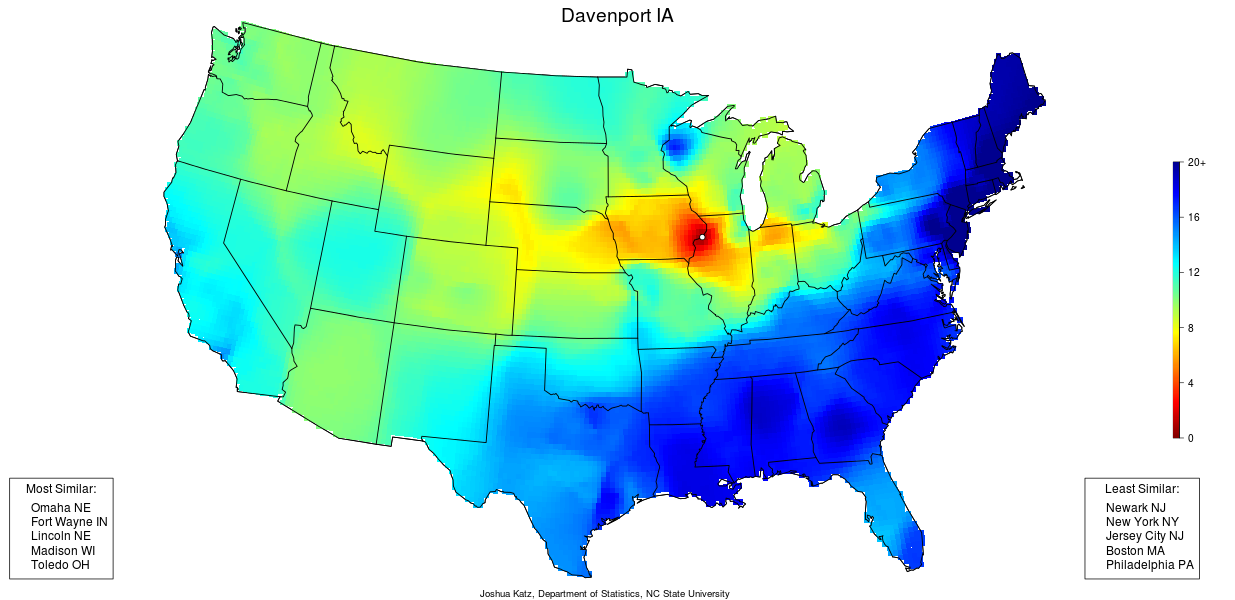 Davenport IA
20+
16
12
8
4
0
Most Similar:
Omaha NE
Fort Wayne IN
Lincoln NE
Madison WI
Toledo OH
Least Similar:
Newark NJ
New York NY
Jersey City NJ
Boston MA
Philadelphia PA
Joshua Katz, Department of Statistics, NC State University